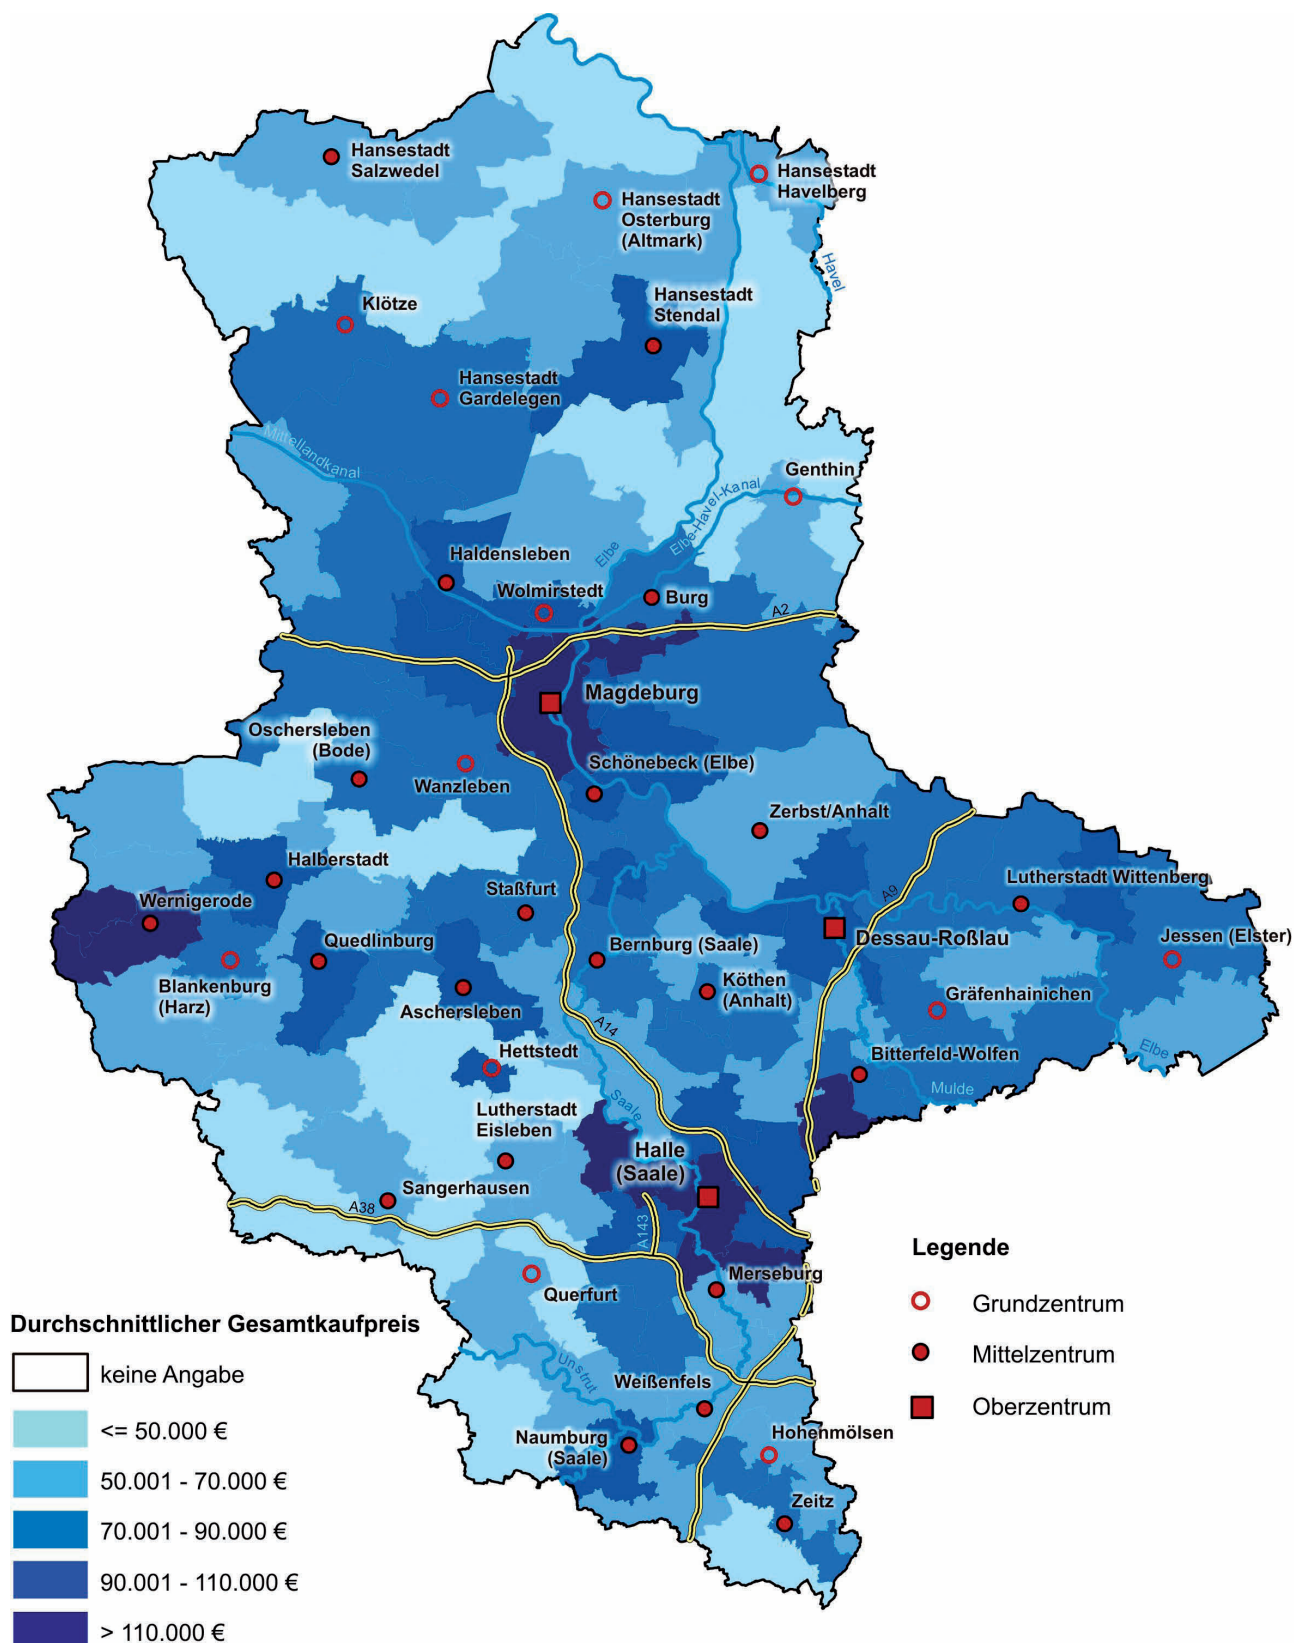 Hansestadt
Salzwedel
Hansestadt
Havelberg
Hansestadt
Osterburg
(Altmark)
Havel
Klötze
Hansestadt
Stendal
Hansestadt
Gardelegen
Mittellandkanal
Genthin
Elbe-Havel-Kanal
Elbe
Haldensleben
Wolmirstedt
Burg
A2
Magdeburg
Oschersleben
(Bode)
Wanzleben
Schönebeck (Elbe)
Zerbst/Anhalt
Halberstadt
Wernigerode
Staßfurt
A9
Lutherstadt Wittenberg
Quedlinburg
Bernburg (Saale)
Dessau-Roßlau
Jessen (Elster)
Blankenburg
(Harz)
Köthen
(Anhalt)
Aschersleben
Gräfenhainichen
A14
Hettstedt
Bitterfeld-Wolfen
Elbe
Mulde
Saale
Lutherstadt
Eisleben
Halle
(Saale)
Sangerhausen
A38
A143
Merseburg
Querfurt
Unstrut
Weißenfels
Naumburg
(Saale)
Hohenmölsen
Zeitz
Legende
Grundzentrum
Mittelzentrum
Oberzentrum
Durchschnittlicher Gesamtkaufpreis
keine Angabe
<= 50.000 €
50.001 - 70.000 €
70.001 - 90.000 €
90.001 - 110.000 €
> 110.000 €